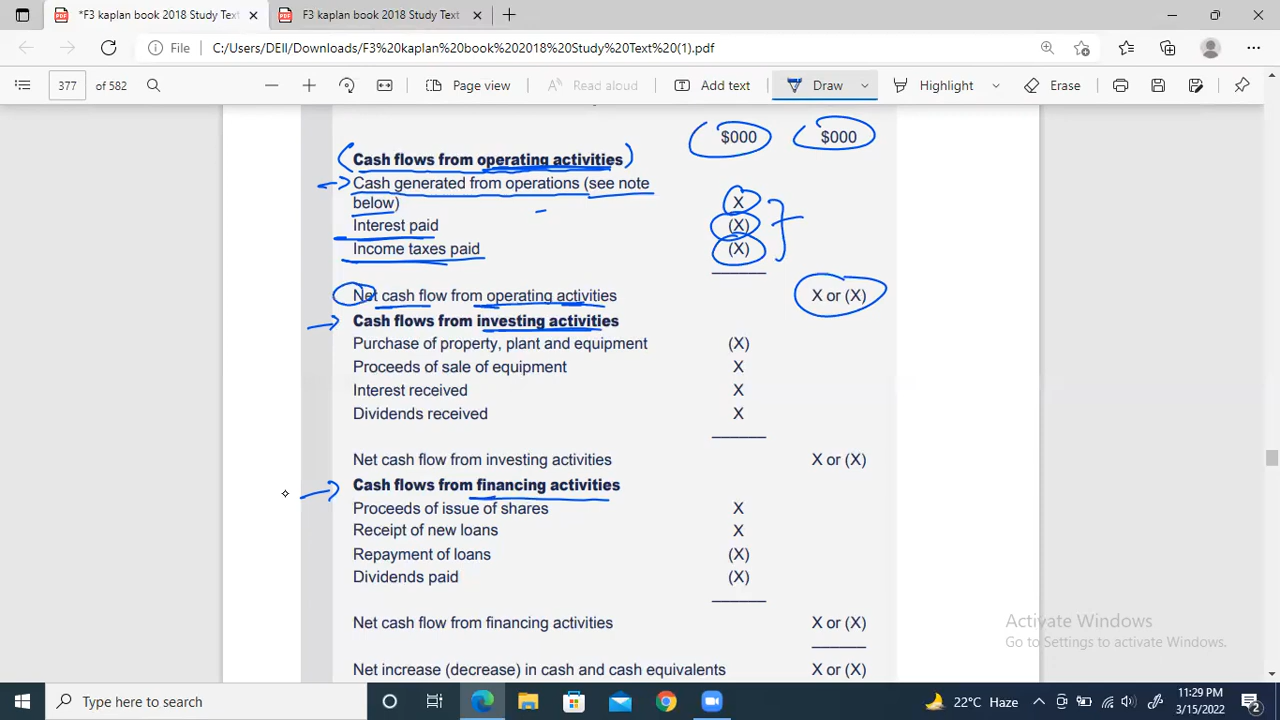 *F3 kaplan book 2018 Study Text
F3 kaplan book 2018 Study Text
File C:/Users/DEll/Downloads/F3%20kaplan%20book%202018%20Study%20Text%20(1).pdf
377 of 582 Page view Read aloud Add text Draw Highlight Erase
$000 $000
Cash flows from operating activities
Cash generated from operations (see note
below) X
Interest paid (X)
Income taxes paid (X)
Net cash flow from operating activities X or (X)
Cash flows from investing activities
Purchase of property, plant and equipment (X)
Proceeds of sale of equipment X
Interest received X
Dividends received X
Net cash flow from investing activities X or (X)
Cash flows from financing activities
Proceeds of issue of shares X
Receipt of new loans X
Repayment of loans (X)
Dividends paid (X)
Net cash flow from financing activities X or (X)
Net increase (decrease) in cash and cash equivalents X or (X)
Activate Windows
Go to Settings to activate Windows.
Type here to search
22°C Haze
11:29 PM
3/15/2022
2